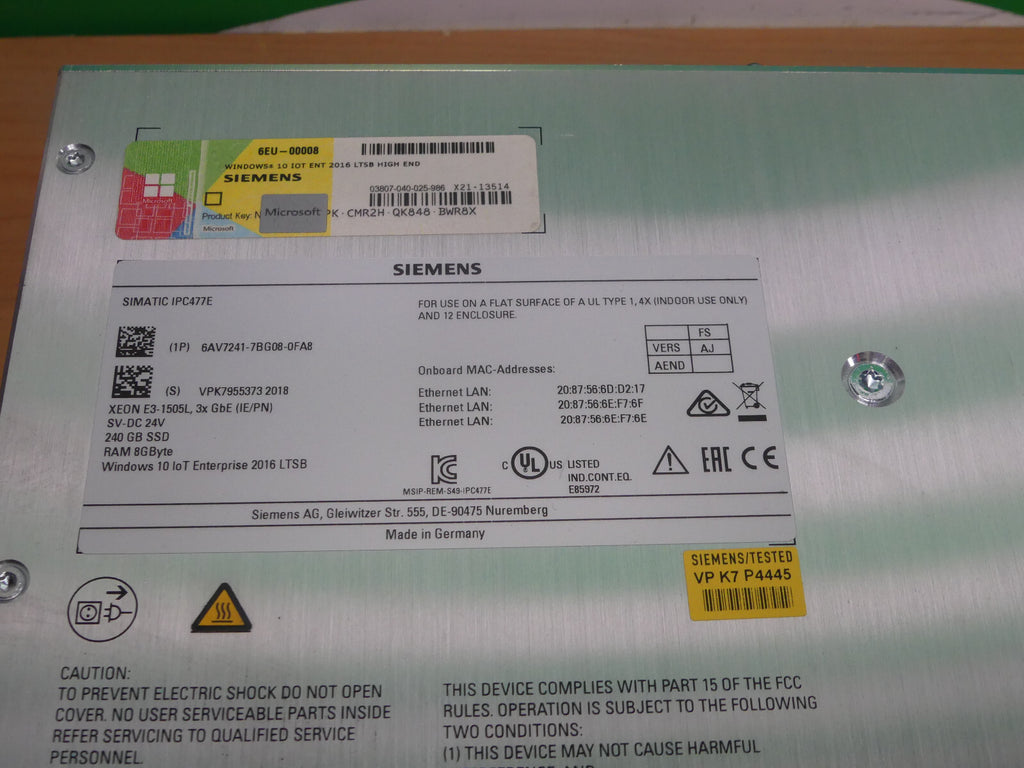 6EU-00008
WINDOWS® 10 IOT ENT 2016 LTSB HIGH END
SIEMENS
03807-040-025-986 X21-13514
Microsoft
Product Key: N Microsoft PK-CMR2H-QK848-BWR8X
Microsoft
SIEMENS
SIMATIC IPC477E
FOR USE ON A FLAT SURFACE OF A UL TYPE 1, 4X (INDOOR USE ONLY)
AND 12 ENCLOSURE.
(1P) 6AV7241-7BG08-0FA8
FS
VERS AJ
AEND
(S) VPK7955373 2018
XEON E3-1505L, 3x GbE (IE/PN)
SV-DC 24V
240 GB SSD
RAM 8GByte
Windows 10 IoT Enterprise 2016 LTSB
Onboard MAC-Addresses:
Ethernet LAN: 20:87:56:6D:D2:17
Ethernet LAN: 20:87:56:6E:F7:6F
Ethernet LAN: 20:87:56:6E:F7:6E
MSIP-REM-S49-IPC477E
C UL US LISTED
IND.CONT.EQ.
E85972
EAC CE
Siemens AG, Gleiwitzer Str. 555, DE-90475 Nuremberg
Made in Germany
SIEMENS/TESTED
VP K7 P4445
CAUTION:
TO PREVENT ELECTRIC SHOCK DO NOT OPEN
COVER. NO USER SERVICEABLE PARTS INSIDE
REFER SERVICING TO QUALIFIED SERVICE
PERSONNEL.
THIS DEVICE COMPLIES WITH PART 15 OF THE FCC
RULES. OPERATION IS SUBJECT TO THE FOLLOWING
TWO CONDITIONS:
(1) THIS DEVICE MAY NOT CAUSE HARMFUL